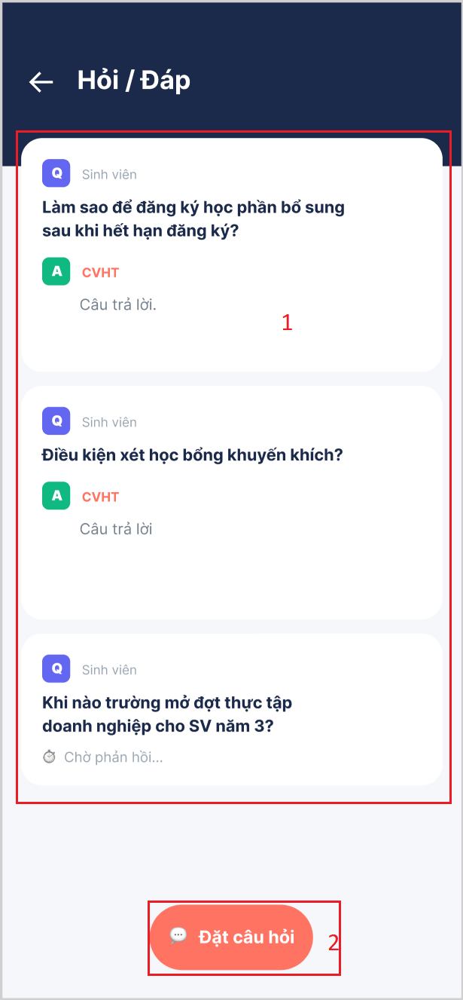 Hỏi / Đáp
Q Sinh viên
Làm sao để đăng ký học phần bổ sung
sau khi hết hạn đăng ký?
A CVHT
Câu trả lời.
1
Q Sinh viên
Điều kiện xét học bổng khuyến khích?
A CVHT
Câu trả lời
Q Sinh viên
Khi nào trường mở đợt thực tập
doanh nghiệp cho SV năm 3?
Chờ phản hồi...
Đặt câu hỏi
2